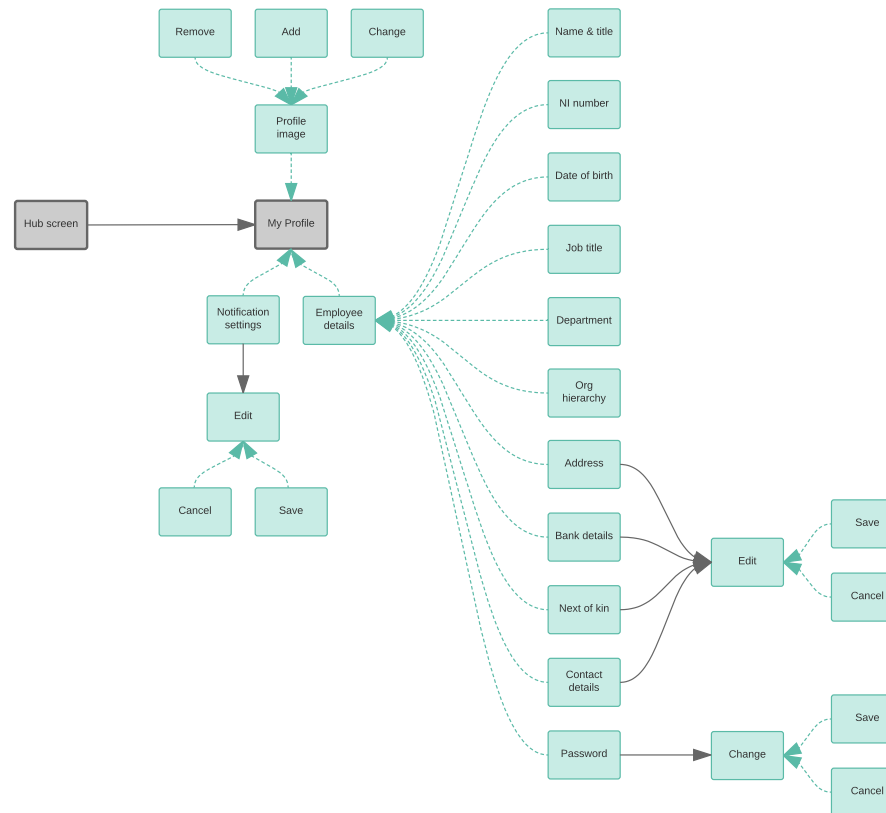 Remove
Add
Change
Name & title
NI number
Profile
image
Date of birth
Hub screen
My Profile
Job title
Notification
settings
Employee
details
Department
Org
hierarchy
Edit
Address
Cancel
Save
Bank details
Save
Edit
Next of kin
Cancel
Contact
details
Save
Password
Change
Cancel